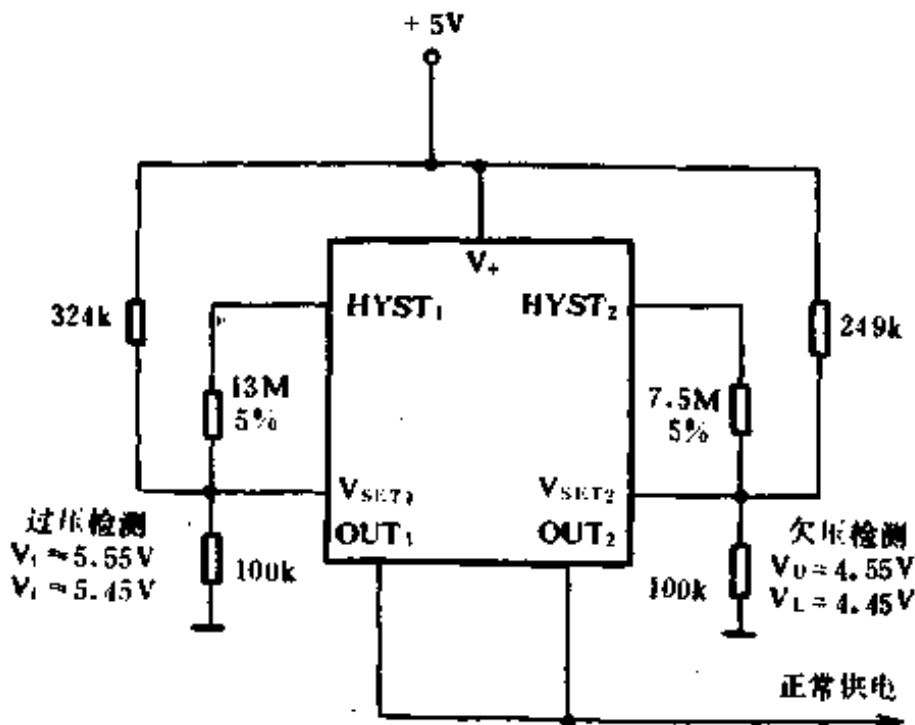 +5V
V+
HYST1
HYST2
324k
249k
13M
5%
7.5M
5%
VSET1
VSET2
OUT1
OUT2
过压检测
=5.55V
=5.45V
100k
100k
欠压检测
VU=4.55V
VL=4.45V
正常供电